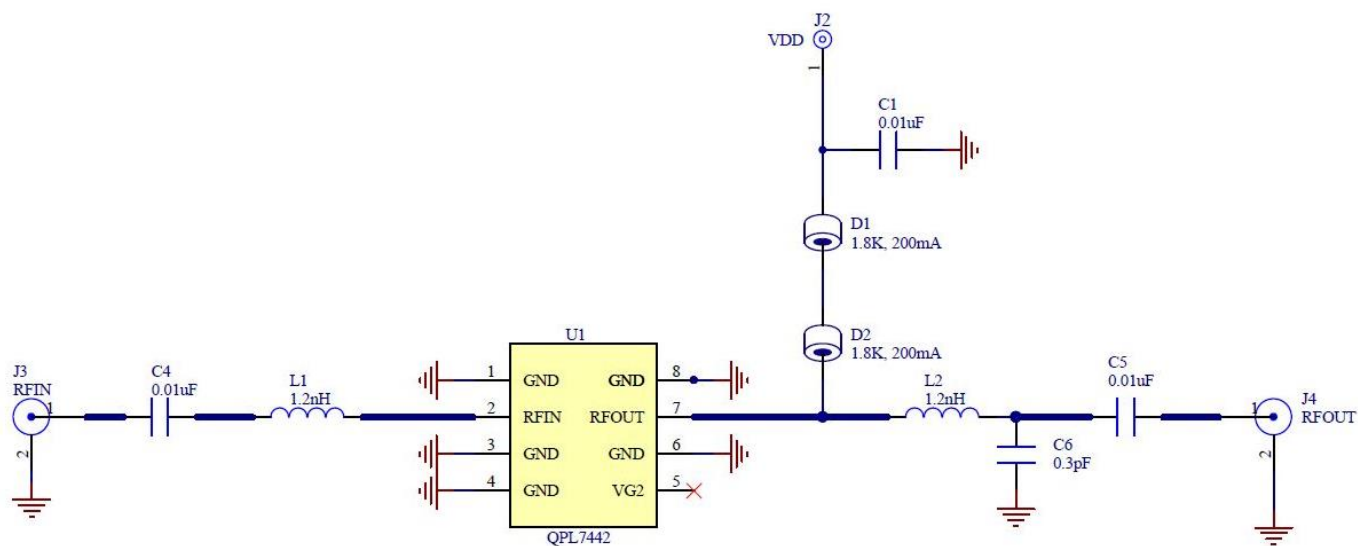 J2
VDD
1
C1
0.01uF
D1
1.8K, 200mA
D2
1.8K, 200mA
U1
1 GND GND 8
2 RFIN RFOUT 7
3 GND GND 6
4 GND VG2 5
QPL7442
J3
RFIN
1
2
C4
0.01uF
L1
1.2nH
L2
1.2nH
C6
0.3pF
C5
0.01uF
J4
RFOUT
1
2